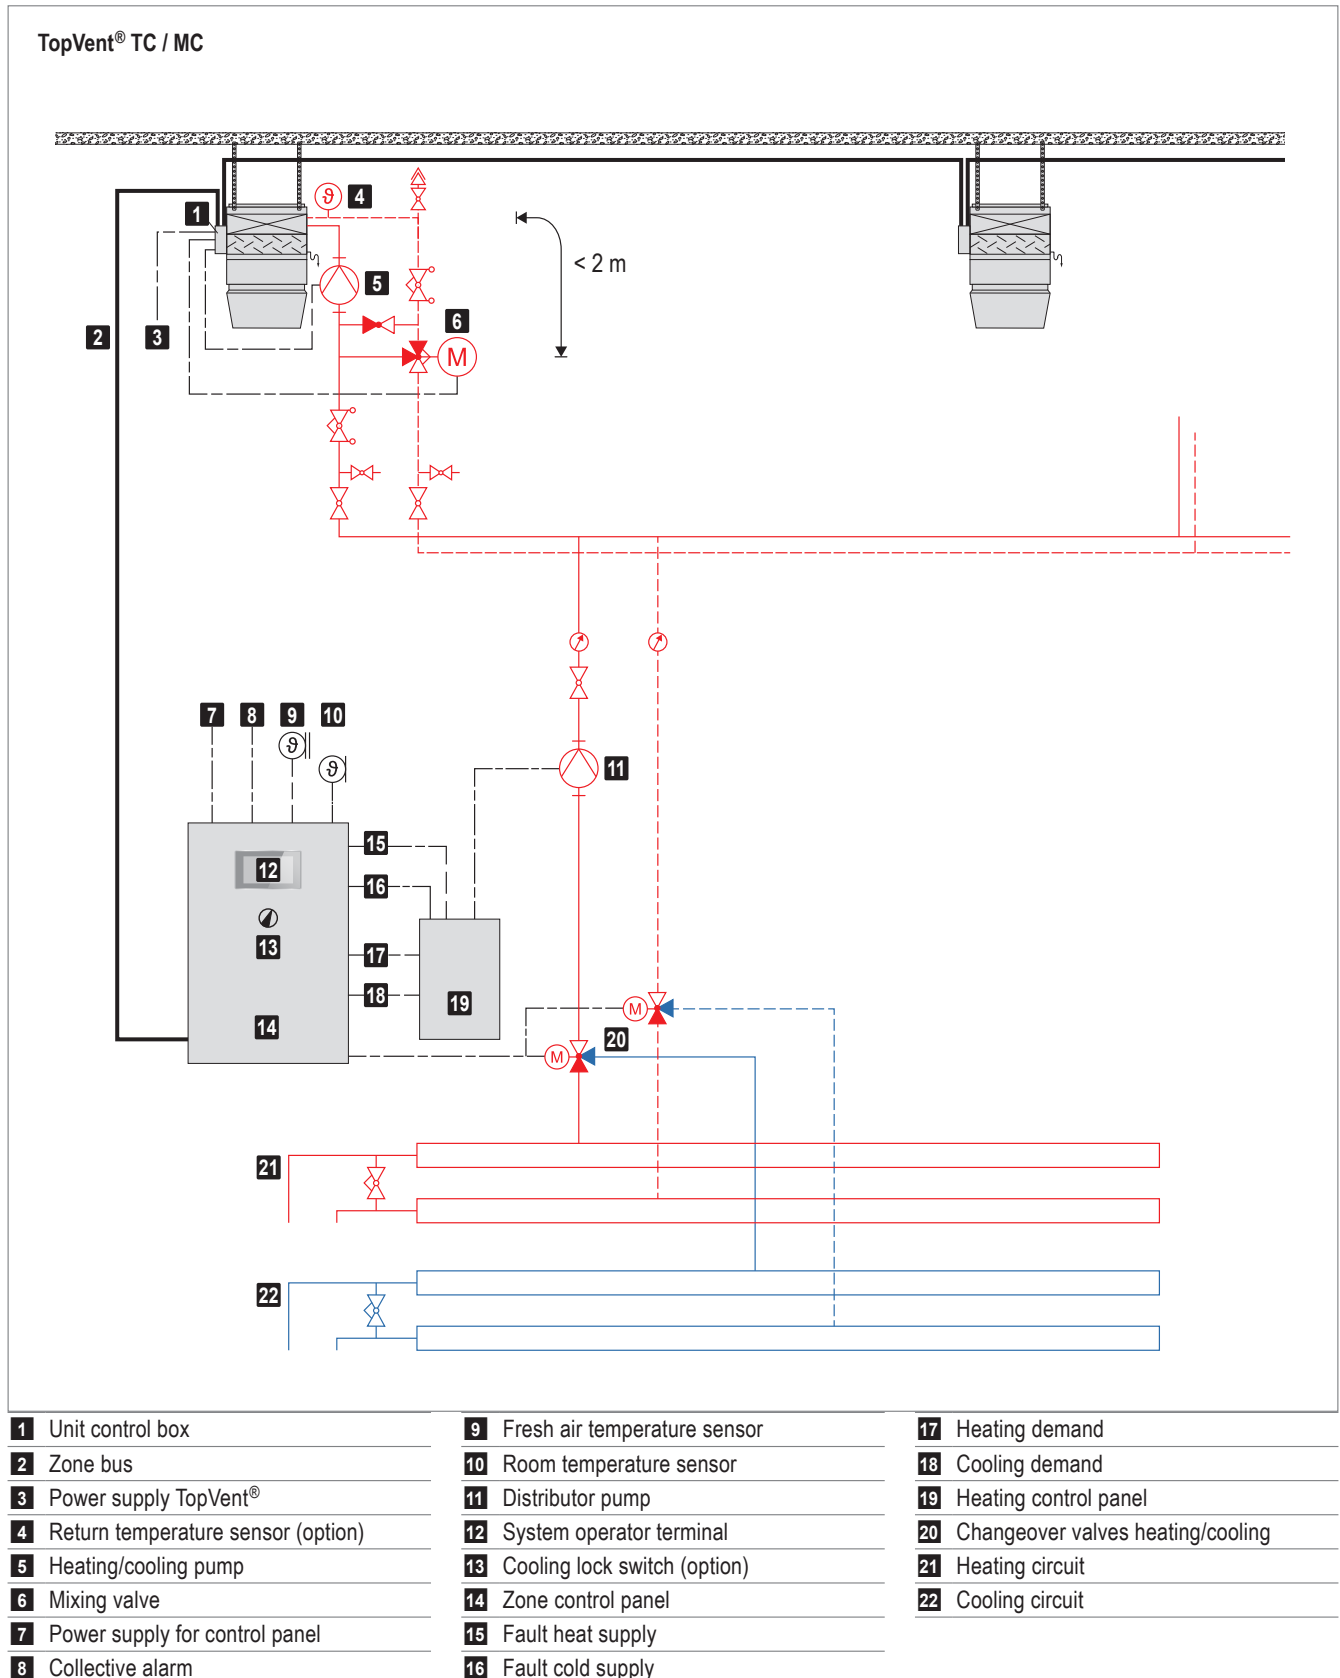 TopVent® TC / MC
1
ϑ 4
< 2 m
5
6
2
3
M
7
8
9
10
ϑ
ϑ
11
15
12
16
13
17
18
19
14
M
20
M
21
22
1 Unit control box
2 Zone bus
3 Power supply TopVent®
4 Return temperature sensor (option)
5 Heating/cooling pump
6 Mixing valve
7 Power supply for control panel
8 Collective alarm
9 Fresh air temperature sensor
10 Room temperature sensor
11 Distributor pump
12 System operator terminal
13 Cooling lock switch (option)
14 Zone control panel
15 Fault heat supply
16 Fault cold supply
17 Heating demand
18 Cooling demand
19 Heating control panel
20 Changeover valves heating/cooling
21 Heating circuit
22 Cooling circuit